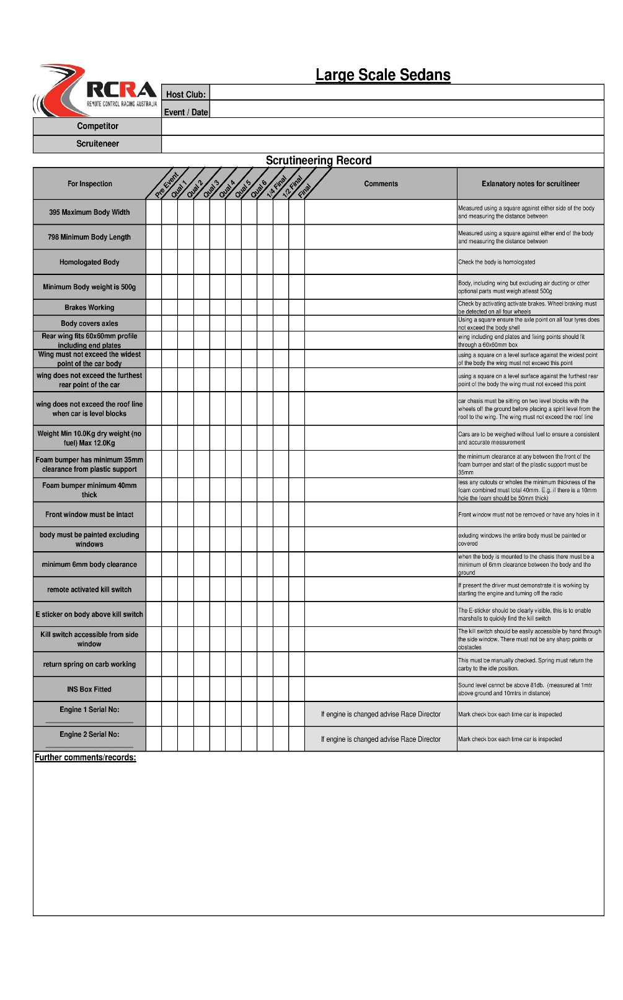 Large Scale Sedans
RCRA
REMOTE CONTROL RACING AUSTRALIA
Host Club:
Event / Date
Competitor
Scruiteneer
Scrutineering Record
For Inspection
Pre Event
Qual 1
Qual 2
Qual 3
Qual 4
Qual 5
Qual 6
1/4 Final
1/2 Final
Final
Comments
Exlanatory notes for scruitineer
395 Maximum Body Width
Measured using a square against either side of the body
and measuring the distance between
798 Minimum Body Length
Measured using a square against either end of the body
and measuring the distance between
Homologated Body
Check the body is homologated
Minimum Body weight is 500g
Body, including wing but excluding air ducting or other
optional parts must weigh atleast 500g
Brakes Working
Check by activating activate brakes. Wheel braking must
be detected on all four wheels
Body covers axles
Using a square ensure the axle point on all four tyres does
not exceed the body shell
Rear wing fits 60x60mm profile
including end plates
wing including end plates and fixing points should fit
through a 60x60mm box
Wing must not exceed the widest
point of the car body
using a square on a level surface against the widest point
of the body the wing must not exceed this point
wing does not exceed the furthest
rear point of the car
using a square on a level surface against the furthest rear
point of the body the wing must not exceed this point
wing does not exceed the roof line
when car is level blocks
car chasis must be sitting on two level blocks with the
wheels off the ground before placing a spirit level from the
roof to the wing. The wing must not exceed the roof line
Weight Min 10.0Kg dry weight (no
fuel) Max 12.0Kg
Cars are to be weighed without fuel to ensure a consistent
and accurate measurement
Foam bumper has minimum 35mm
clearance from plastic support
the minimum clearance at any between the front of the
foam bumper and start of the plastic support must be
35mm
Foam bumper minimum 40mm
thick
less any cutouts or wholes the minimum thickness of the
foam combined must total 40mm. E.g. if there is a 10mm
hole the foam should be 50mm thick)
Front window must be intact
Front window must not be removed or have any holes in it
body must be painted excluding
windows
exluding windows the entire body must be painted or
covered
minimum 6mm body clearance
when the body is mounted to the chasis there must be a
minimum of 6mm clearance between the body and the
ground
remote activated kill switch
If present the driver must demonstrate it is working by
starting the engine and turning off the radio
E sticker on body above kill switch
The E-sticker should be clearly visible, this is to enable
marshalls to quickly find the kill switch
Kill switch accessible from side
window
The kill switch should be easily accessible by hand through
the side window. There must not be any sharp points or
obstacles
return spring on carb working
This must be manually checked. Spring must return the
carby to the idle position.
INS Box Fitted
Sound level cannot be above 81db. (measured at 1mtr
above ground and 10mtrs in distance)
Engine 1 Serial No:
If engine is changed advise Race Director
Mark check box each time car is inspected
Engine 2 Serial No:
If engine is changed advise Race Director
Mark check box each time car is inspected
Further comments/records: